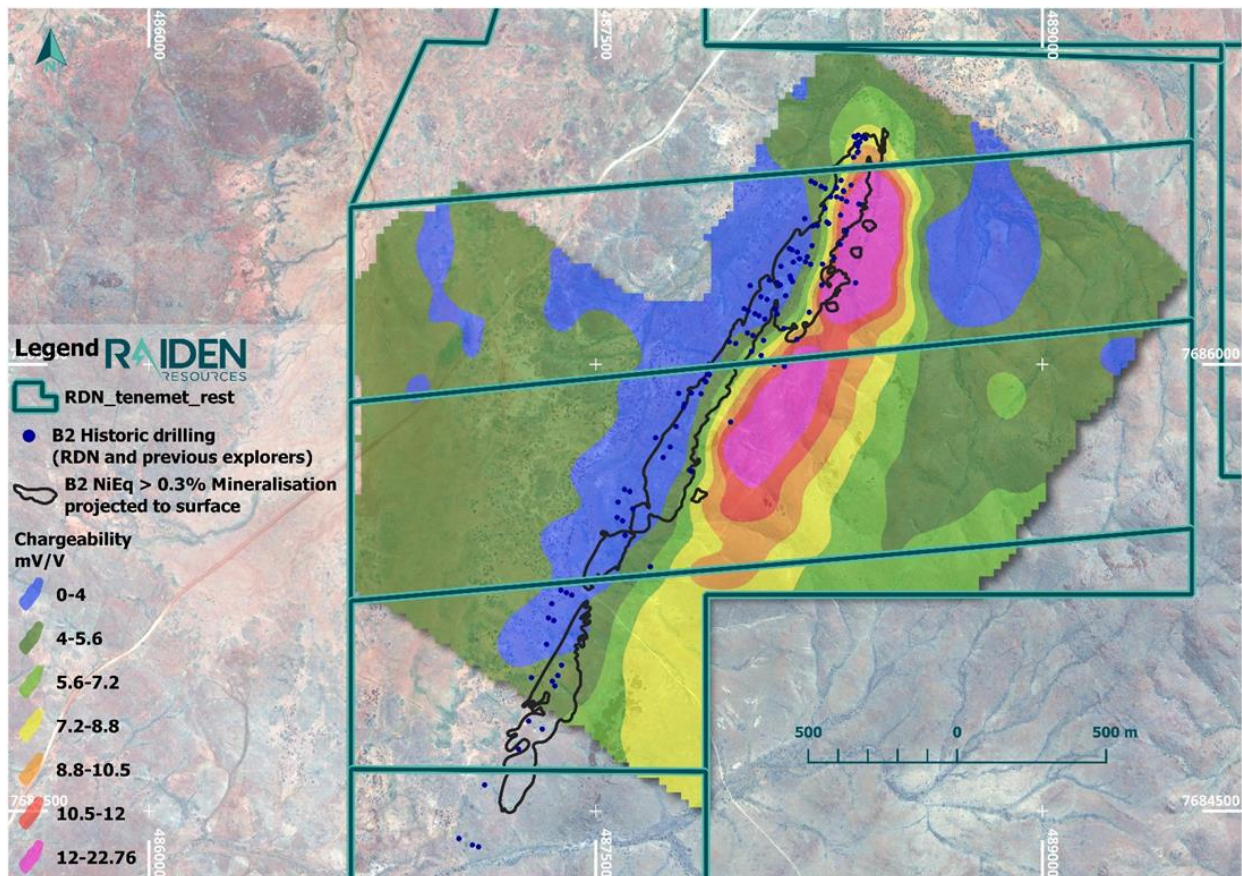 486000
487500
489000
N
7686000
Legend RAIDEN
RESOURCES
RDN_tenemet_rest
B2 Historic drilling
(RDN and previous explorers)
B2 NiEq > 0.3% Mineralisation
projected to surface
Chargeability
mV/V
0-4
4-5.6
5.6-7.2
7.2-8.8
8.8-10.5
10.5-12
12-22.76
500 0 500 m
7684500
486000
487500
489000